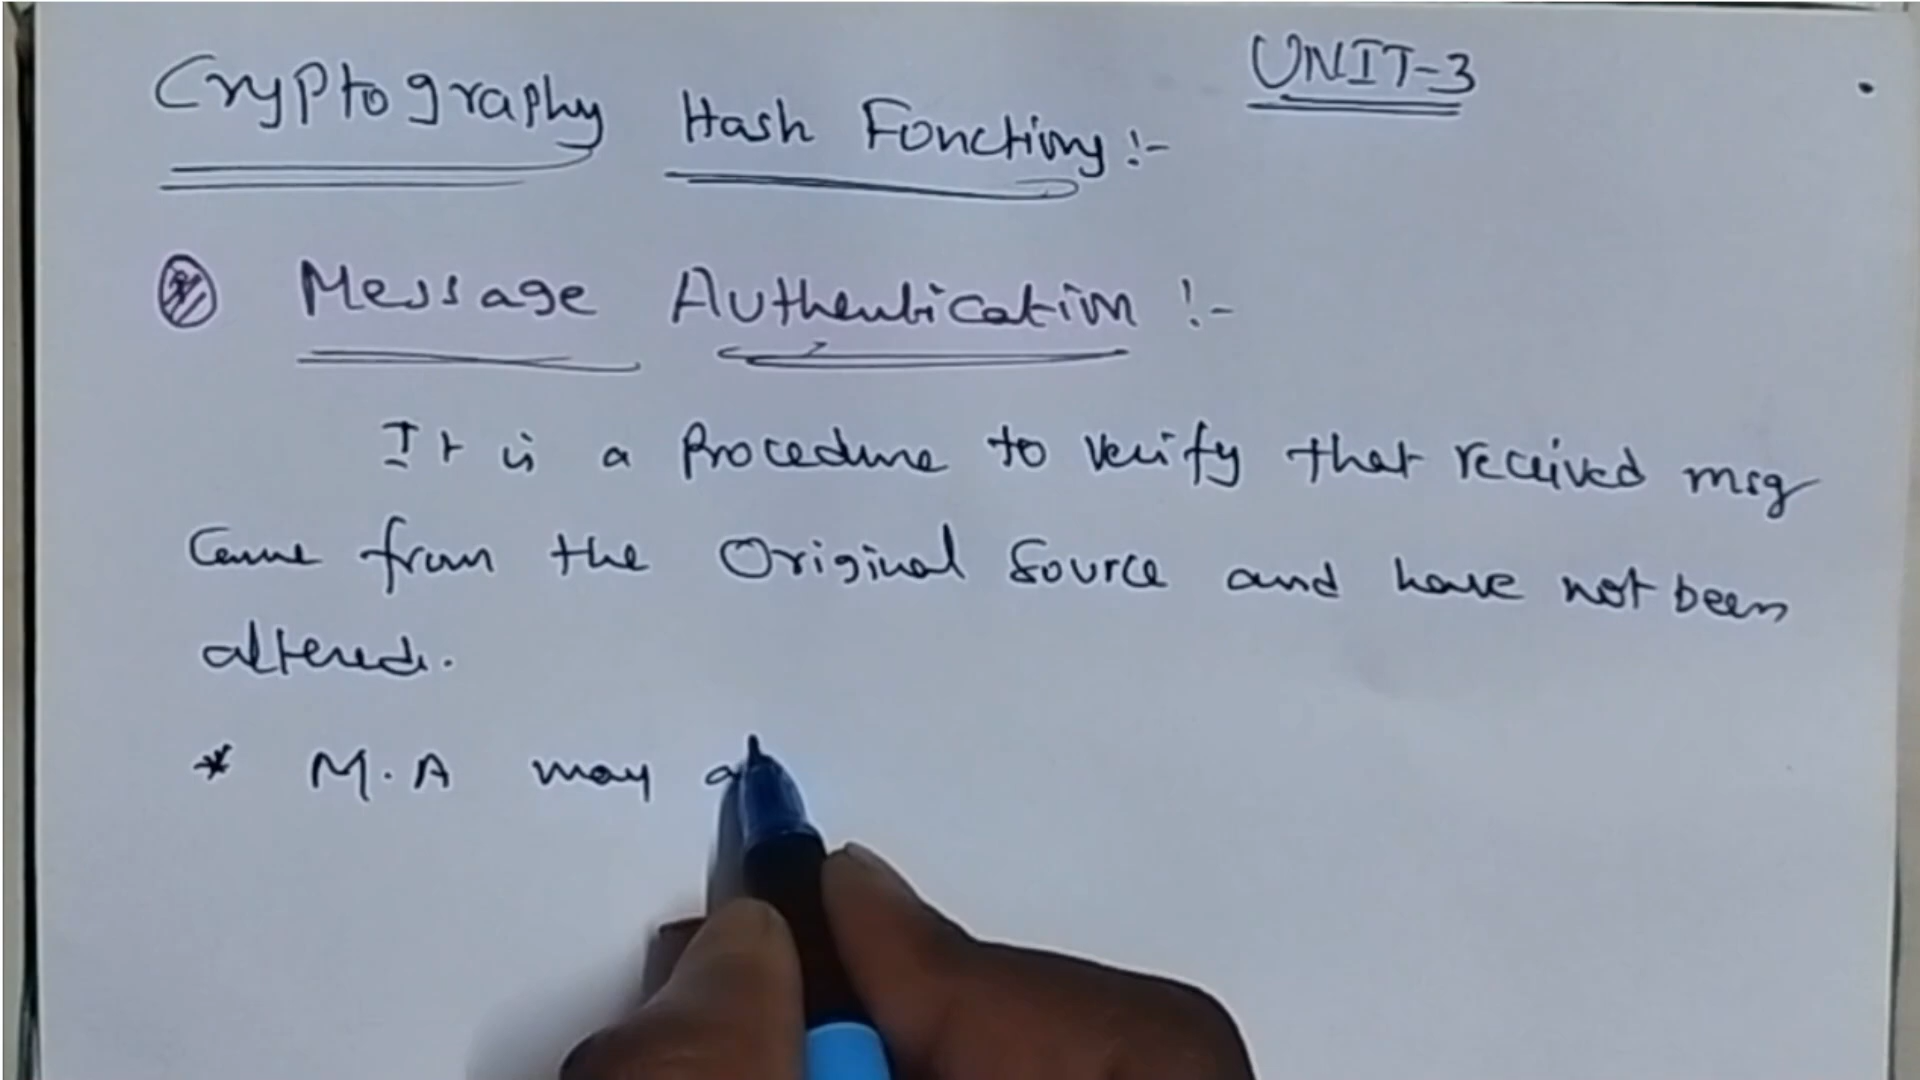 UNIT-3
Cryptography Hash Functions:-
Message Authentication :-
It is a Procedure to verify that received msg
Came from the Original Source and have not been
altered.
* M.A may a